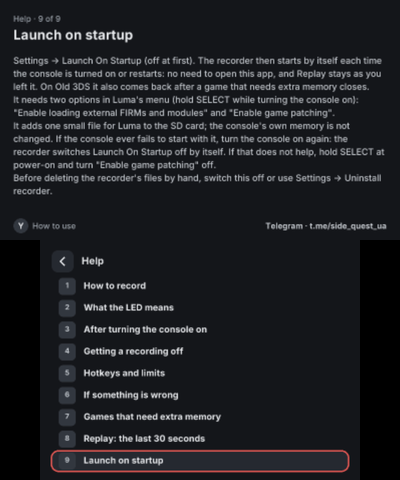 Help · 9 of 9
Launch on startup
Settings → Launch On Startup (off at first). The recorder then starts by itself each time
the console is turned on or restarts: no need to open this app, and Replay stays as you
left it. On Old 3DS it also comes back after a game that needs extra memory closes.
It needs two options in Luma's menu (hold SELECT while turning the console on):
"Enable loading external FIRMs and modules" and "Enable game patching".
It adds one small file for Luma to the SD card; the console's own memory is not
changed. If the console ever fails to start with it, turn the console on again: the
recorder switches Launch On Startup off by itself. If that does not help, hold SELECT at
power-on and turn "Enable game patching" off.
Before deleting the recorder's files by hand, switch this off or use Settings → Uninstall
recorder.
Y How to use
Telegram · t.me/side_quest_ua
Help
1 How to record
2 What the LED means
3 After turning the console on
4 Getting a recording off
5 Hotkeys and limits
6 If something is wrong
7 Games that need extra memory
8 Replay: the last 30 seconds
9 Launch on startup